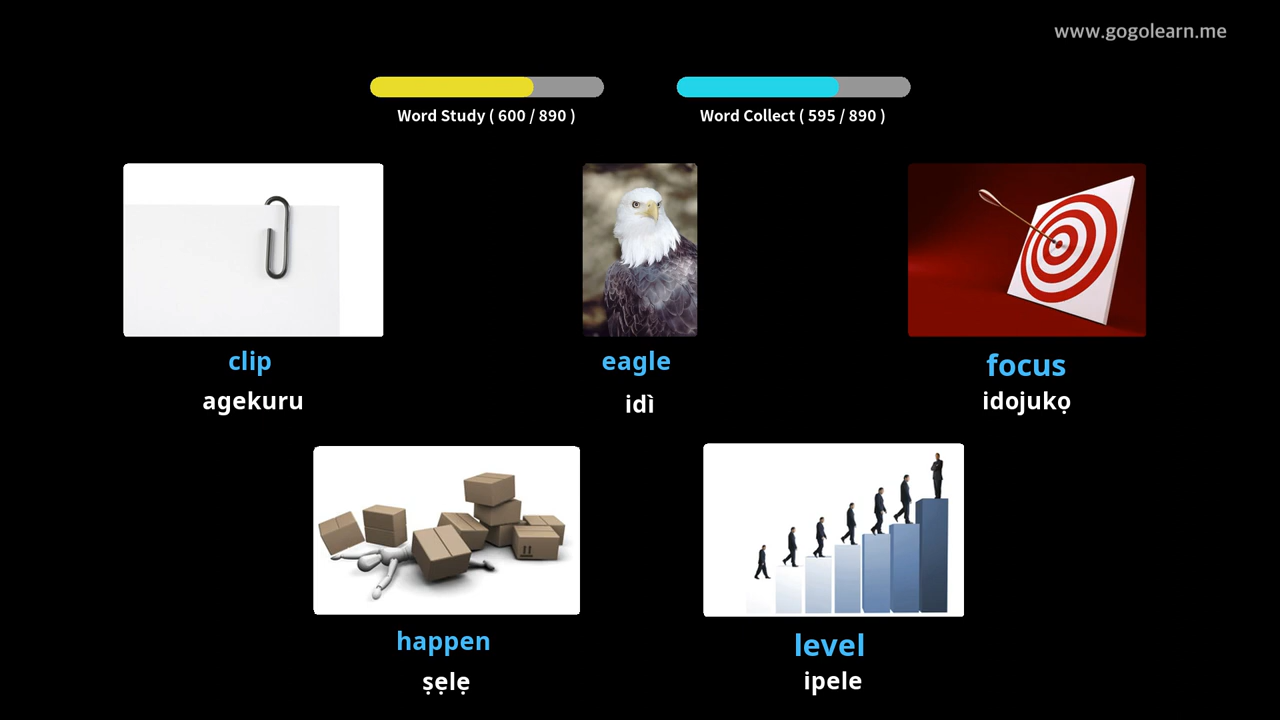 www.gogolearn.me
Word Study ( 600 / 890 )
Word Collect ( 595 / 890 )
clip
agekuru
eagle
idì
focus
idojukọ
happen
ṣẹlẹ
level
ipele